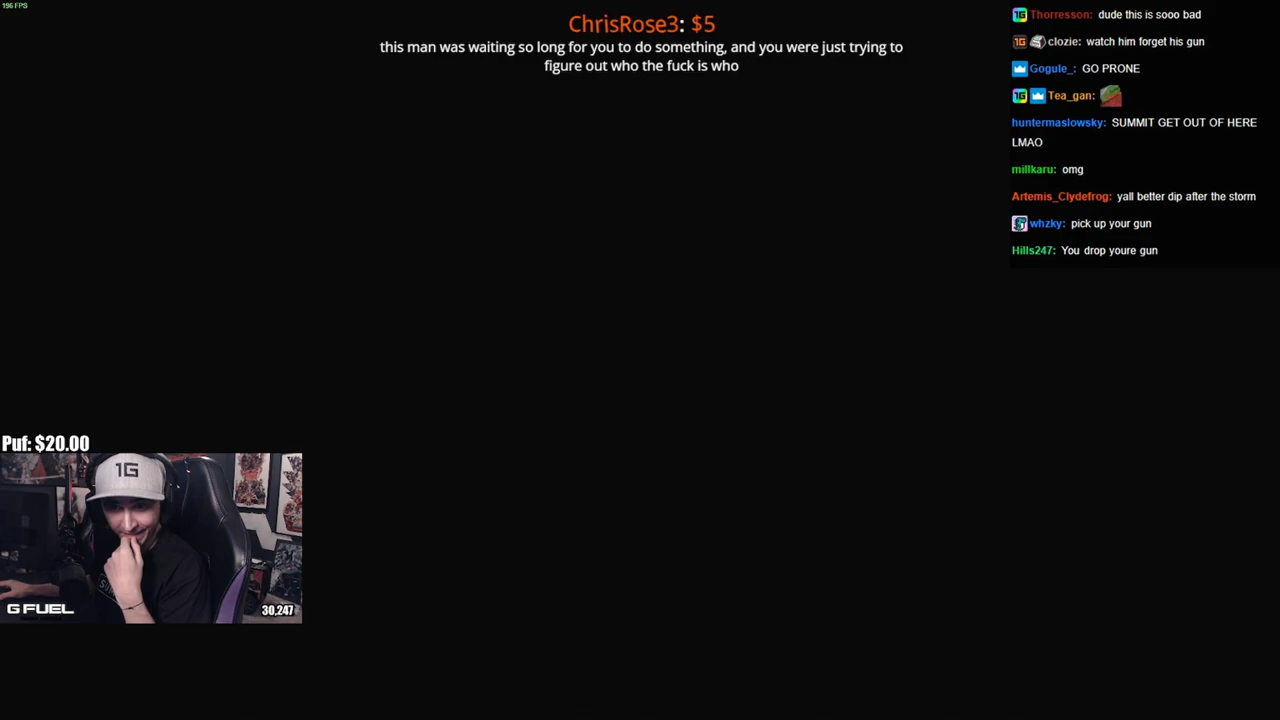 196 FPS
ChrisRose3: $5
this man was waiting so long for you to do something, and you were just trying to
figure out who the fuck is who
1G Thorresson: dude this is sooo bad
1G clozie: watch him forget his gun
Gogule_: GO PRONE
1G Tea_gan:
huntermaslowsky: SUMMIT GET OUT OF HERE
LMAO
millkaru: omg
Artemis_Clydefrog: yall better dip after the storm
whzky: pick up your gun
Hills247: You drop youre gun
Puf: $20.00
1G
G FUEL
30,247